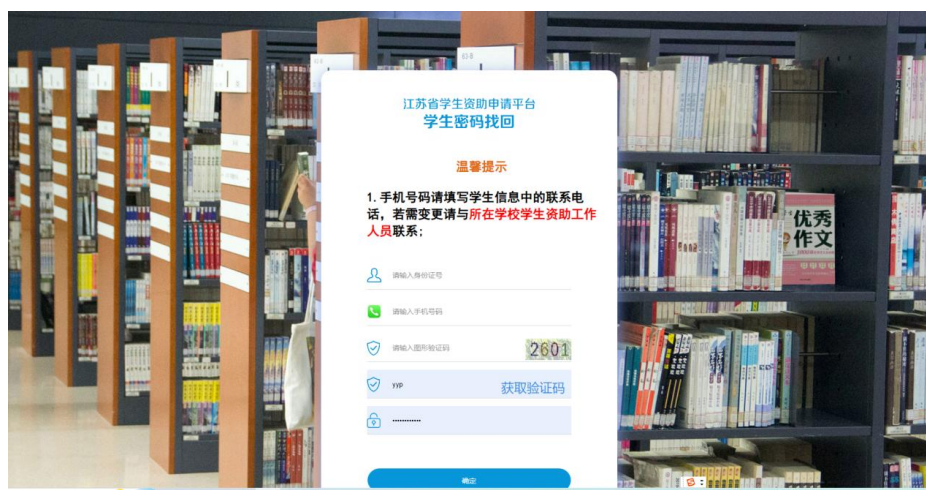 江苏省学生资助申请平台
学生密码找回
温馨提示
1. 手机号码请填写学生信息中的联系电
话，若需变更请与所在学校学生资助工作
人员联系；
请输入身份证号
请输入手机号码
请输入图形验证码
2601
yyp
获取验证码
确定
优秀
作文